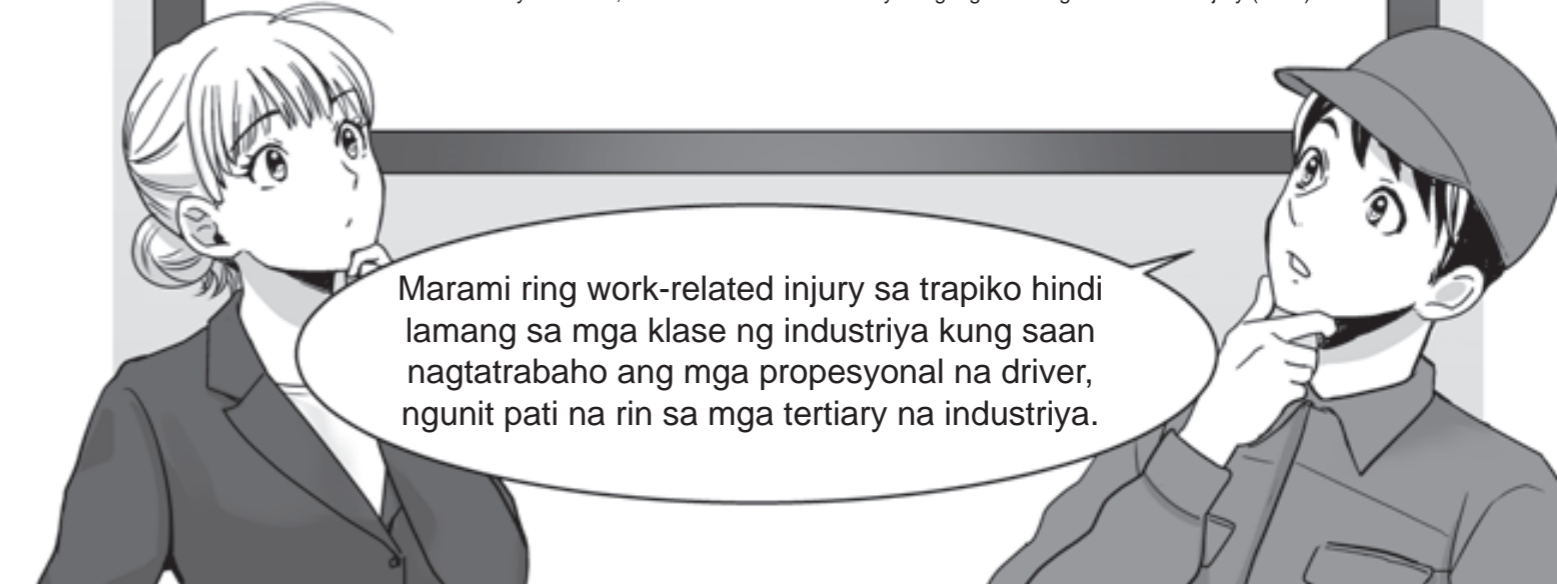 Marami ring work-related injury sa trapiko hindi
lamang sa mga klase ng industriya kung saan
nagtatrabaho ang mga propesyonal na driver,
ngunit pati na rin sa mga tertiary na industriya.